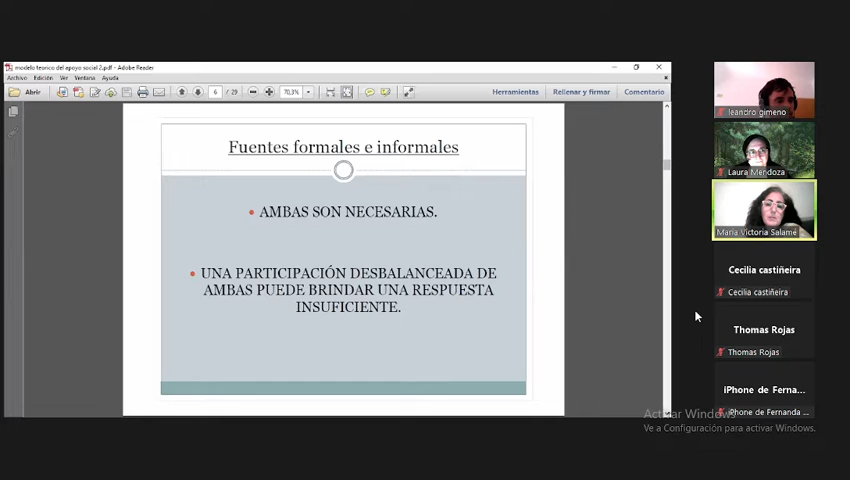 modelo teorico del apoyo social 2.pdf - Adobe Reader
Archivo Edición Ver Ventana Ayuda
Abrir 6 / 29 70,3% Herramientas Rellenar y firmar Comentario
Fuentes formales e informales
AMBAS SON NECESARIAS.
UNA PARTICIPACIÓN DESBALANCEADA DE
AMBAS PUEDE BRINDAR UNA RESPUESTA
INSUFICIENTE.
leandro gimeno
Laura Mendoza
María Victoria Salame
Cecilia castiñeira
Cecilia castiñeira
Thomas Rojas
Thomas Rojas
iPhone de Ferna...
iPhone de Fernanda ...
Activar Windows
Ve a Configuración para activar Windows.